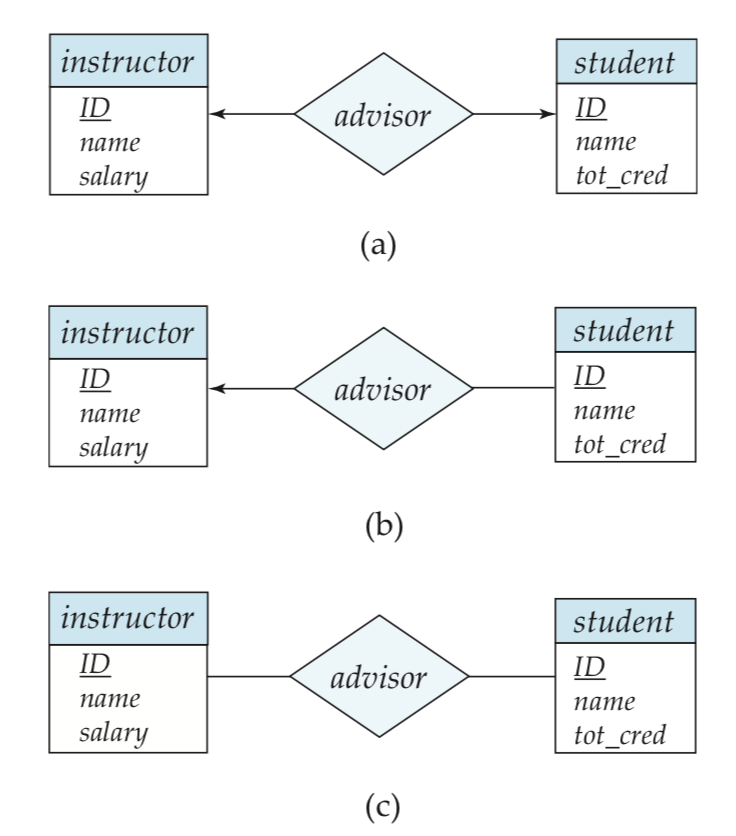 instructor
ID
name
salary
advisor
student
ID
name
tot_cred
(a)
instructor
ID
name
salary
advisor
student
ID
name
tot_cred
(b)
instructor
ID
name
salary
advisor
student
ID
name
tot_cred
(c)